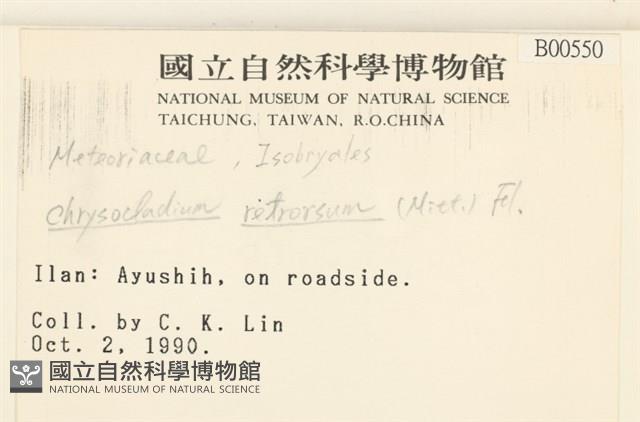 B00550
國立自然科學博物館
NATIONAL MUSEUM OF NATURAL SCIENCE
TAICHUNG, TAIWAN, R.O.CHINA
Meteoriaceae, Isobryales
chrysocladium retrorsum (Mitt.) Fl.
Ilan: Ayushih, on roadside.
Coll. by C. K. Lin
Oct. 2, 1990.
國立自然科學博物館
NATIONAL MUSEUM OF NATURAL SCIENCE